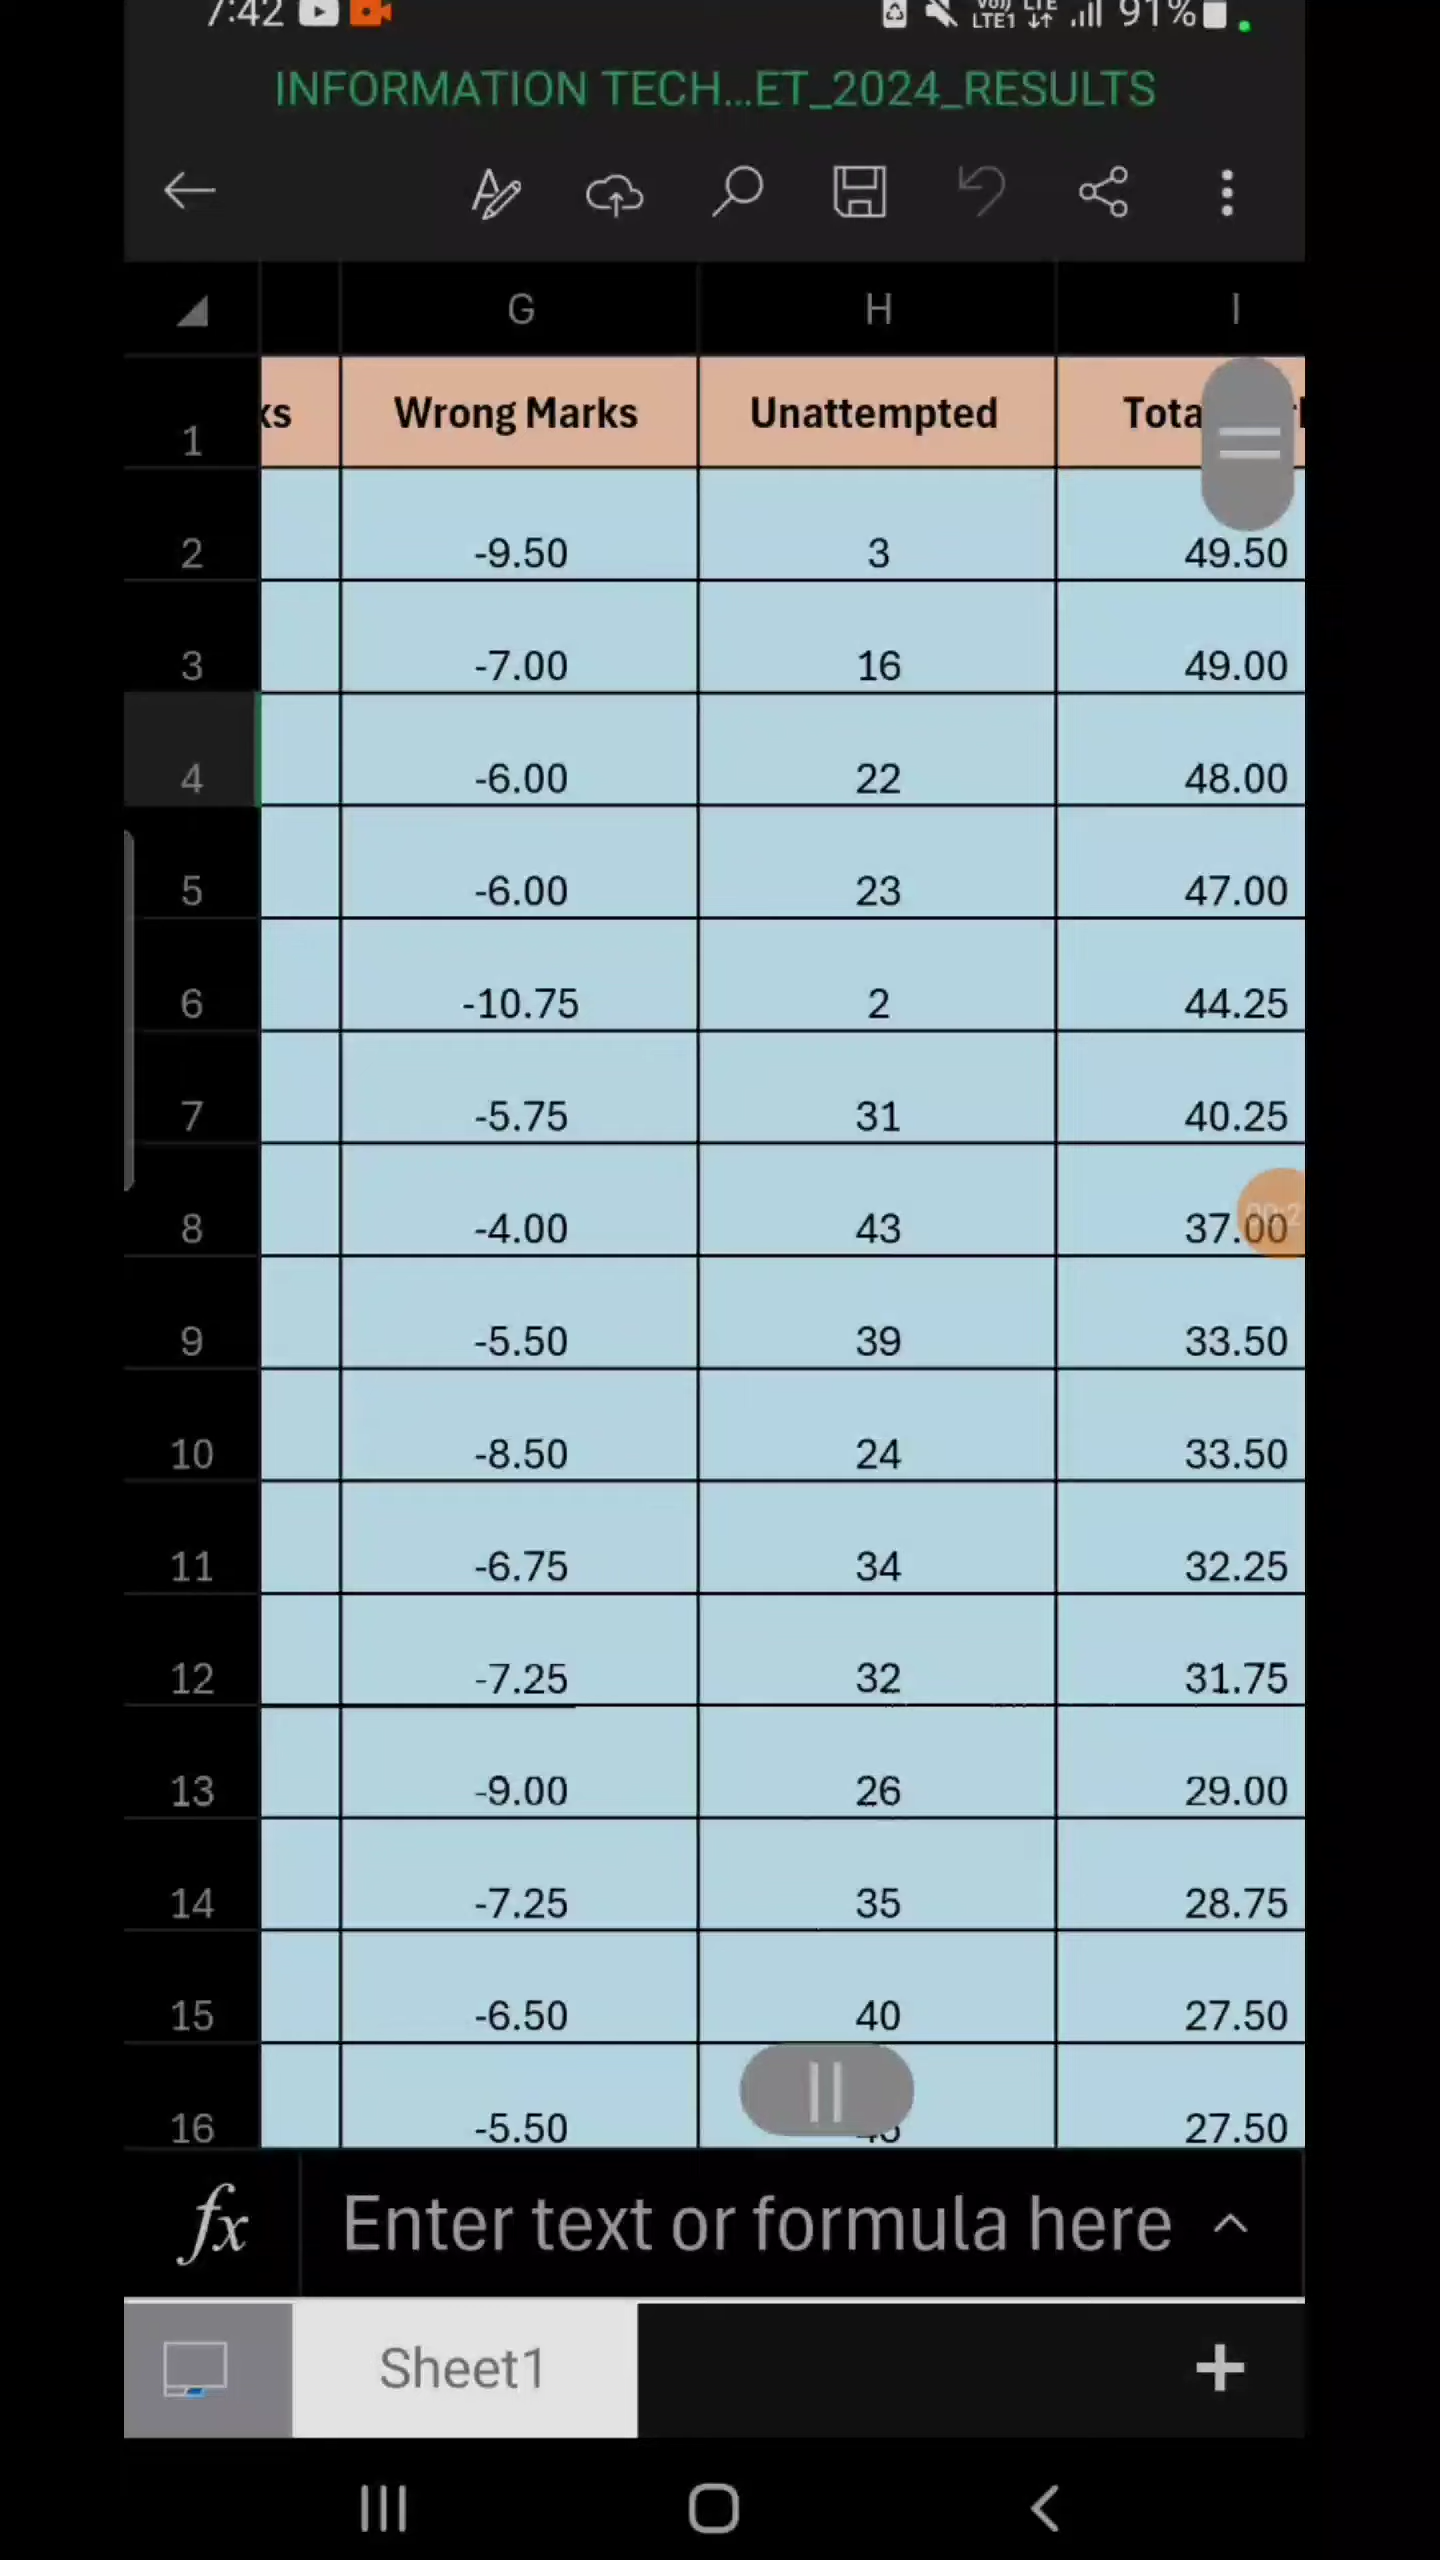 7:42 LTE1 91%
INFORMATION TECH...ET_2024_RESULTS
G H I
1 ks Wrong Marks Unattempted
2 -9.50 3 49.50
3 -7.00 16 49.00
4 -6.00 22 48.00
5 -6.00 23 47.00
6 -10.75 2 44.25
7 -5.75 31 40.25
8 -4.00 43 37.00
9 -5.50 39 33.50
10 -8.50 24 33.50
11 -6.75 34 32.25
12 -7.25 32 31.75
13 -9.00 26 29.00
14 -7.25 35 28.75
15 -6.50 40 27.50
16 -5.50 27.50
fx Enter text or formula here
Sheet1